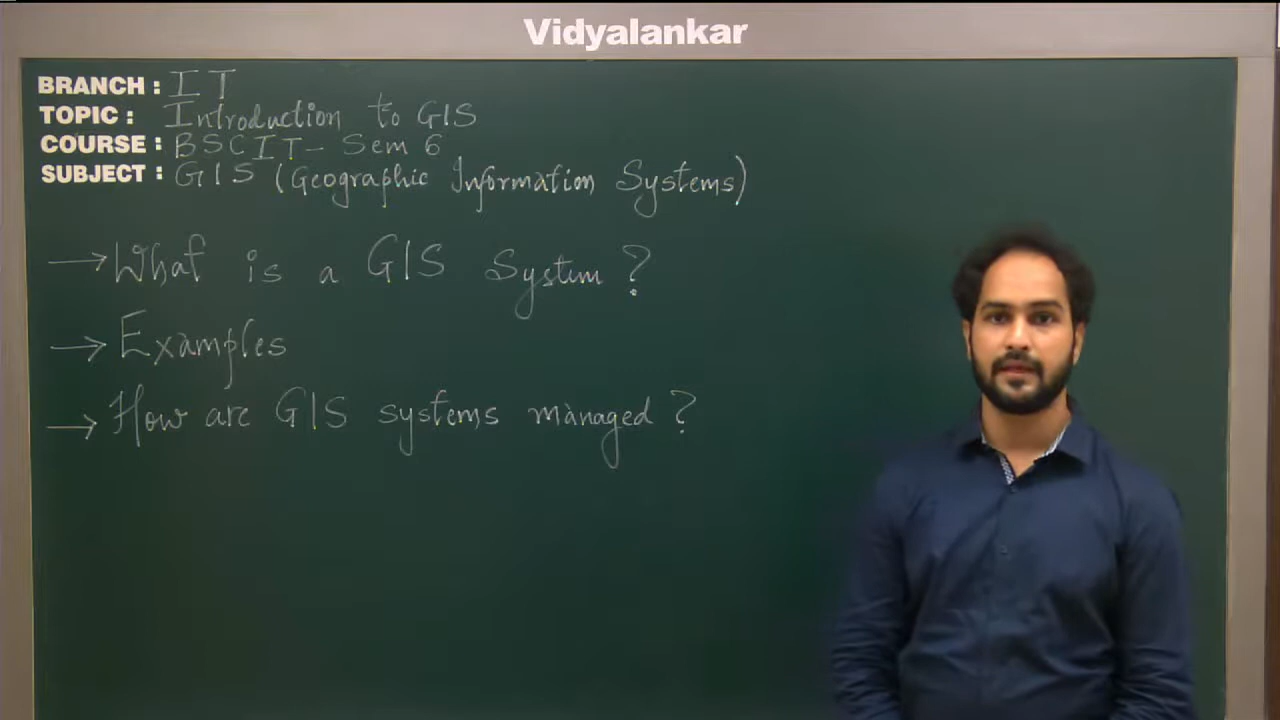 Vidyalankar
BRANCH : IT
TOPIC : Introduction to GIS
COURSE : BSCIT - Sem 6
SUBJECT : GIS (Geographic Information Systems)
→ What is a GIS System ?
→ Examples
→ How are GIS systems managed ?